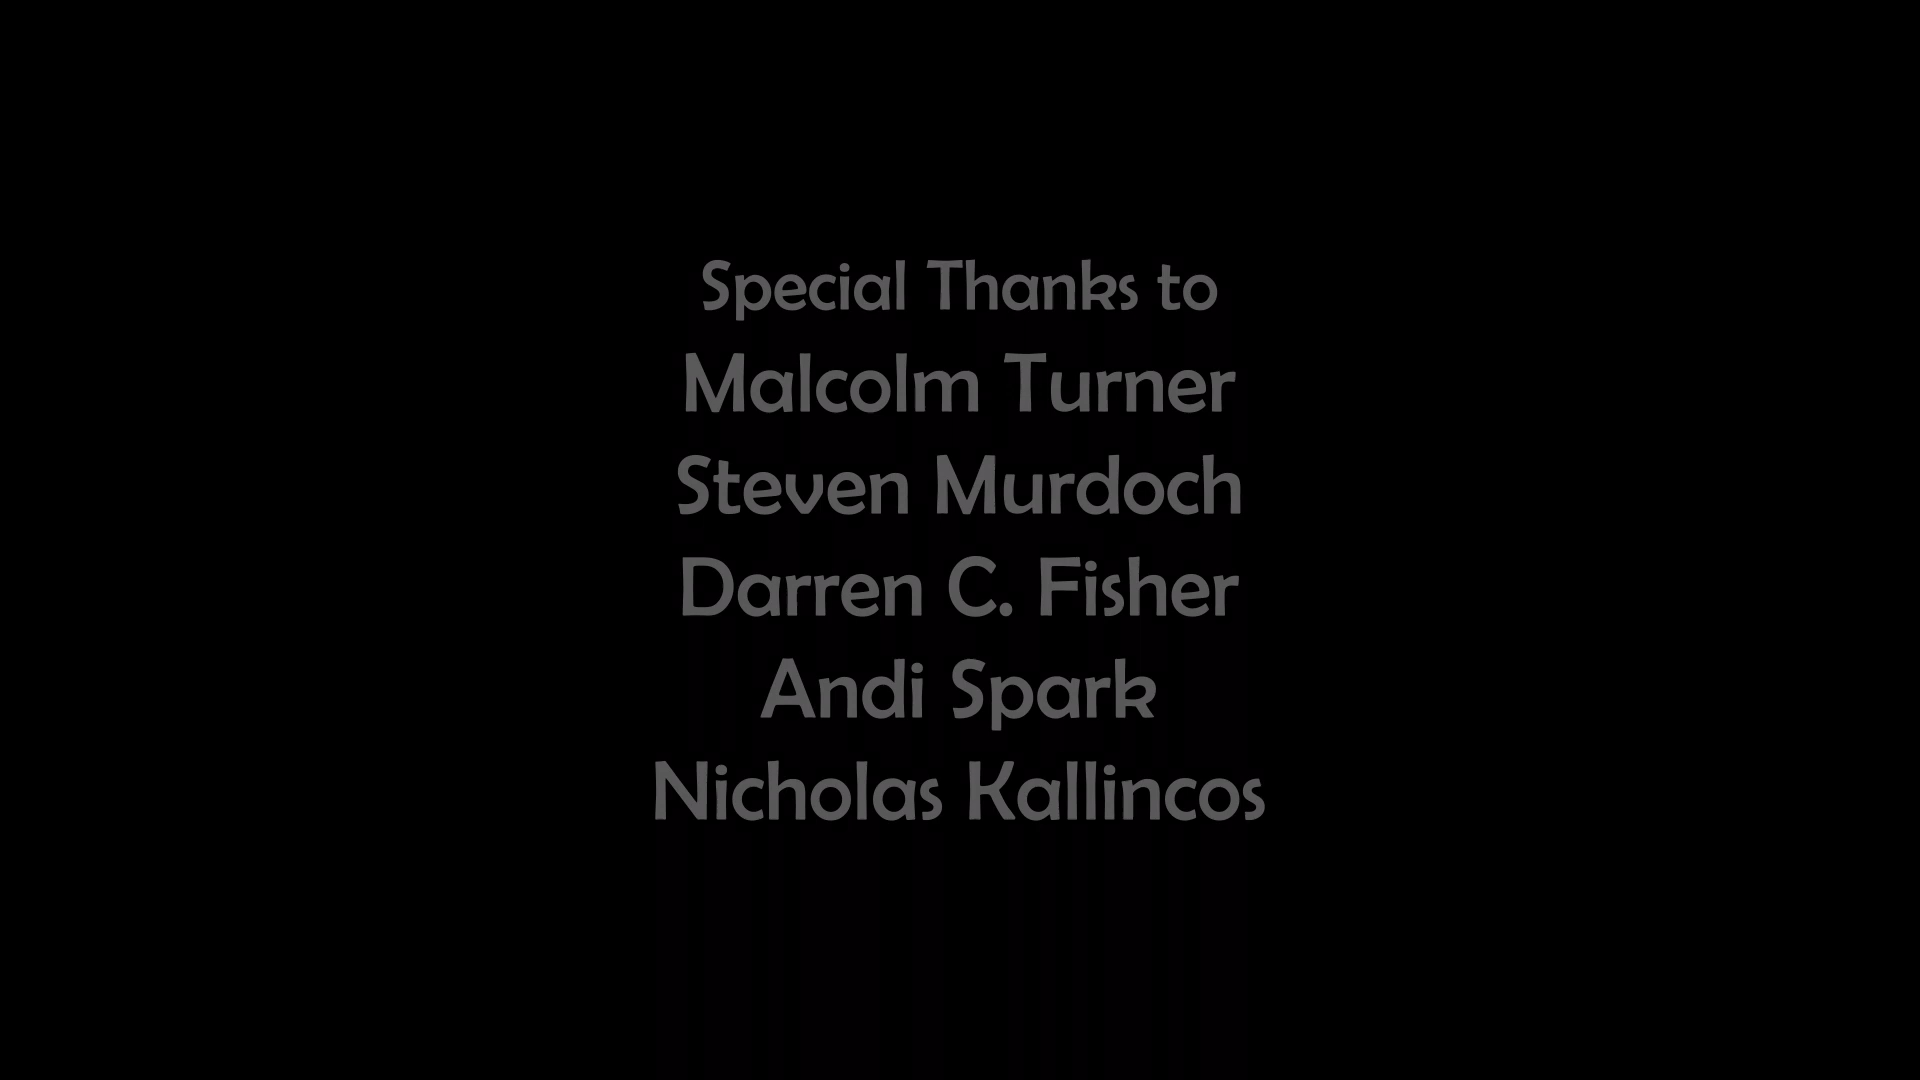 Special Thanks to
Malcolm Turner
Steven Murdoch
Darren C. Fisher
Andi Spark
Nicholas Kallincos